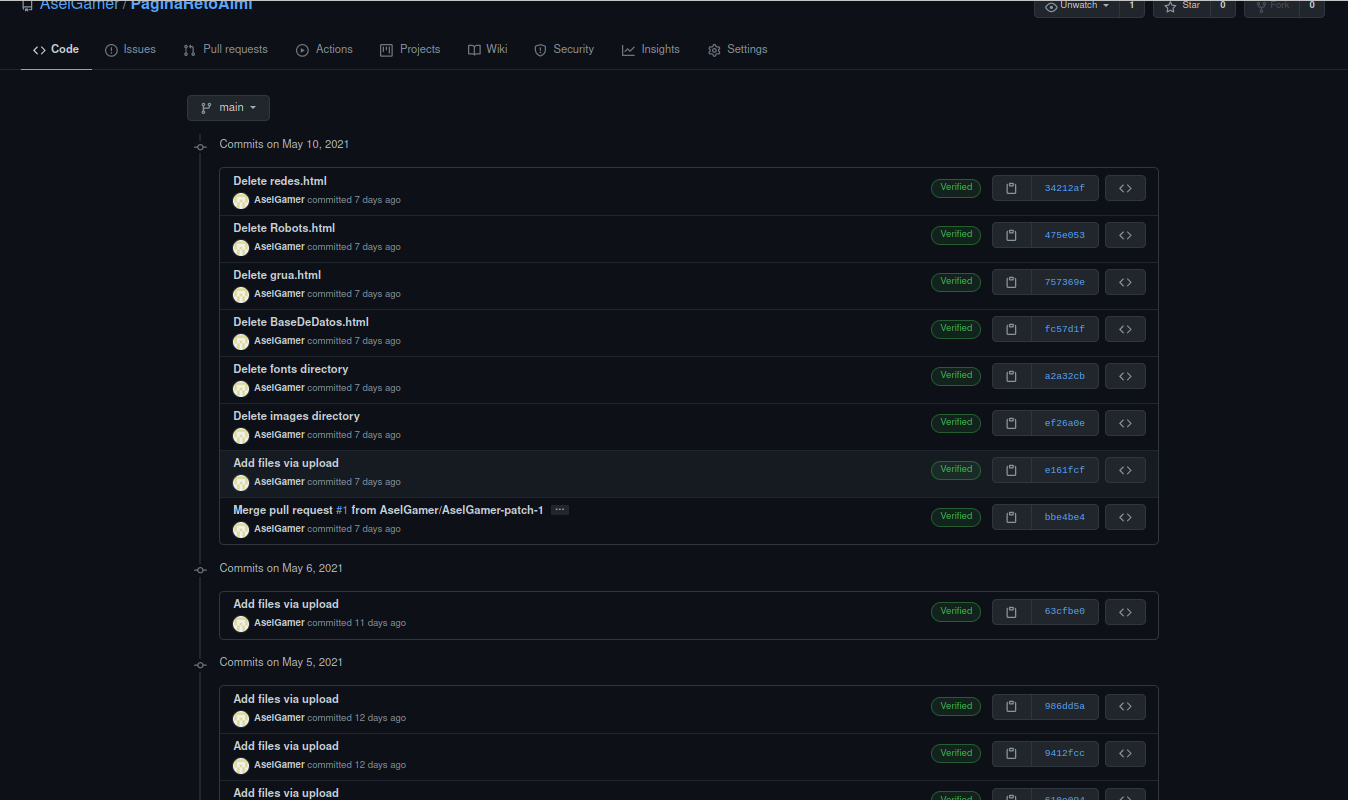 AselGamer / PaginaRetoAlmi
Unwatch 1 Star 0 Fork 0
Code Issues Pull requests Actions Projects Wiki Insights Security Settings
main
Commits on May 10, 2021
Delete redes.html
AselGamer committed 7 days ago
Verified 34212af
Delete Robots.html
AselGamer committed 7 days ago
Verified 475e053
Delete grua.html
AselGamer committed 7 days ago
Verified 757369e
Delete BaseDeDatos.html
AselGamer committed 7 days ago
Verified fc57d1f
Delete fonts directory
AselGamer committed 7 days ago
Verified a2a32cb
Delete images directory
AselGamer committed 7 days ago
Verified ef26a0e
Add files via upload
AselGamer committed 7 days ago
Verified e161fcf
Merge pull request #1 from AselGamer/AselGamer-patch-1 ...
AselGamer committed 7 days ago
Verified bbe4be4
Commits on May 6, 2021
Add files via upload
AselGamer committed 11 days ago
Verified 63cfbe0
Commits on May 5, 2021
Add files via upload
AselGamer committed 12 days ago
Verified 986dd5a
Add files via upload
AselGamer committed 12 days ago
Verified 9412fcc
Add files via upload
Verified